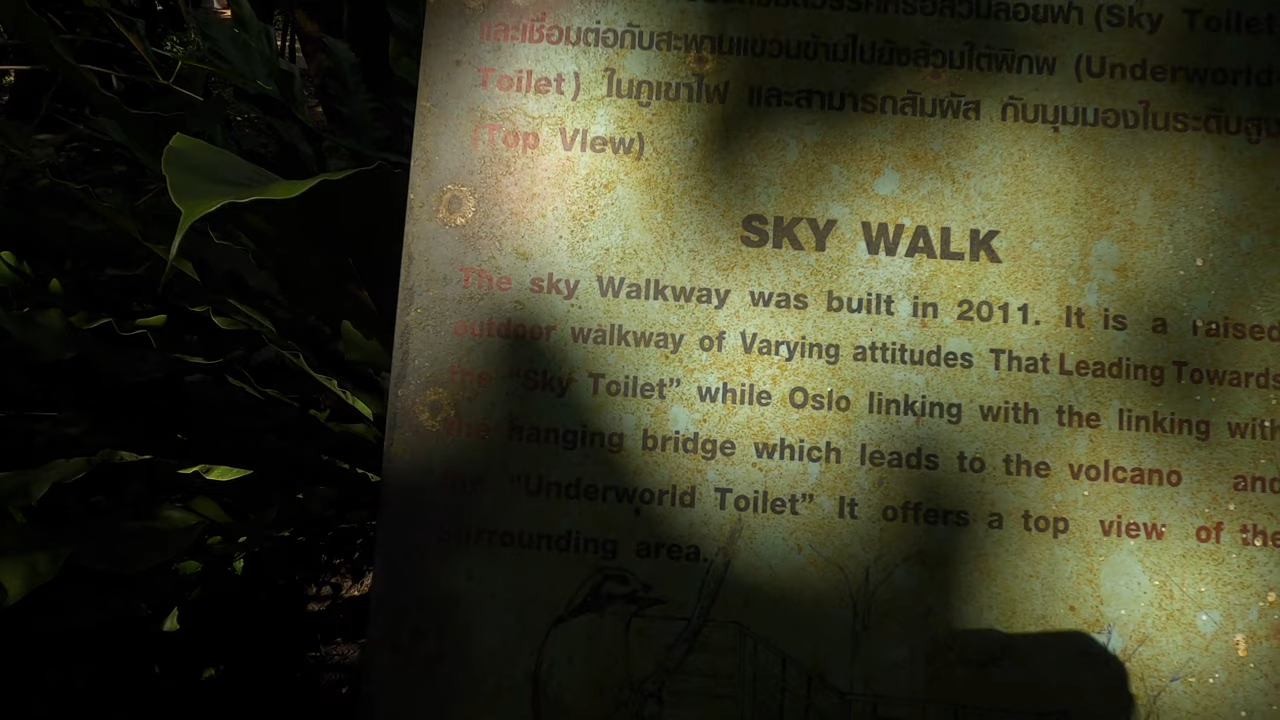 (Sky Toilet
และเชื่อมต่อกับสะพานแขวนข้ามไปยังส้วมใต้พิภพ (Underworld
Toilet) ในภูเขาไฟ และสามารถสัมผัส กับมุมมองในระดับสูง
(Top VIew)
SKY WALK
The sky Walkway was built in 2011. It is a raised
outdoor walkway of Varying attitudes That Leading Towards
the "Sky Toilet” while Oslo linking with the linking with
the hanging bridge which leads to the volcano and
the "Underworld Toilet” It offers a top view of the
surrounding area.